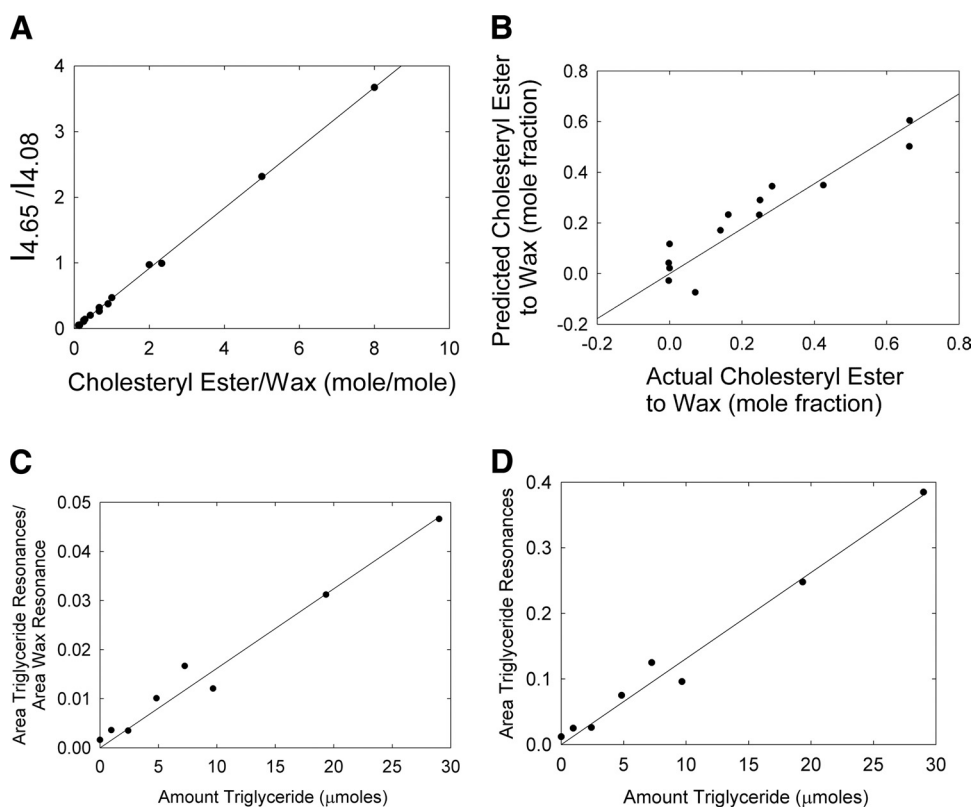 A
I4.65 /I4.08
4
3
2
1
0
0 2 4 6 8 10
Cholesteryl Ester/Wax (mole/mole)
B
Predicted Cholesteryl Ester
to Wax (mole fraction)
0.8
0.6
0.4
0.2
0.0
-0.2
-0.2 0.0 0.2 0.4 0.6 0.8
Actual Cholesteryl Ester
to Wax (mole fraction)
C
Area Triglyceride Resonances/
Area Wax Resonance
0.05
0.04
0.03
0.02
0.01
0.00
0 5 10 15 20 25 30
Amount Triglyceride (μmoles)
D
Area Triglyceride Resonances
0.4
0.3
0.2
0.1
0.0
0 5 10 15 20 25 30
Amount Triglyceride (μmoles)